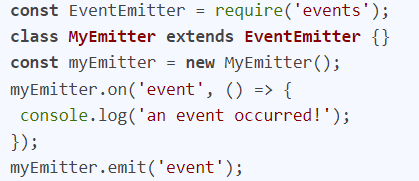 const EventEmitter = require('events');
class MyEmitter extends EventEmitter {}
const myEmitter = new MyEmitter();
myEmitter.on('event', () => {
 console.log('an event occurred!');
});
myEmitter.emit('event');